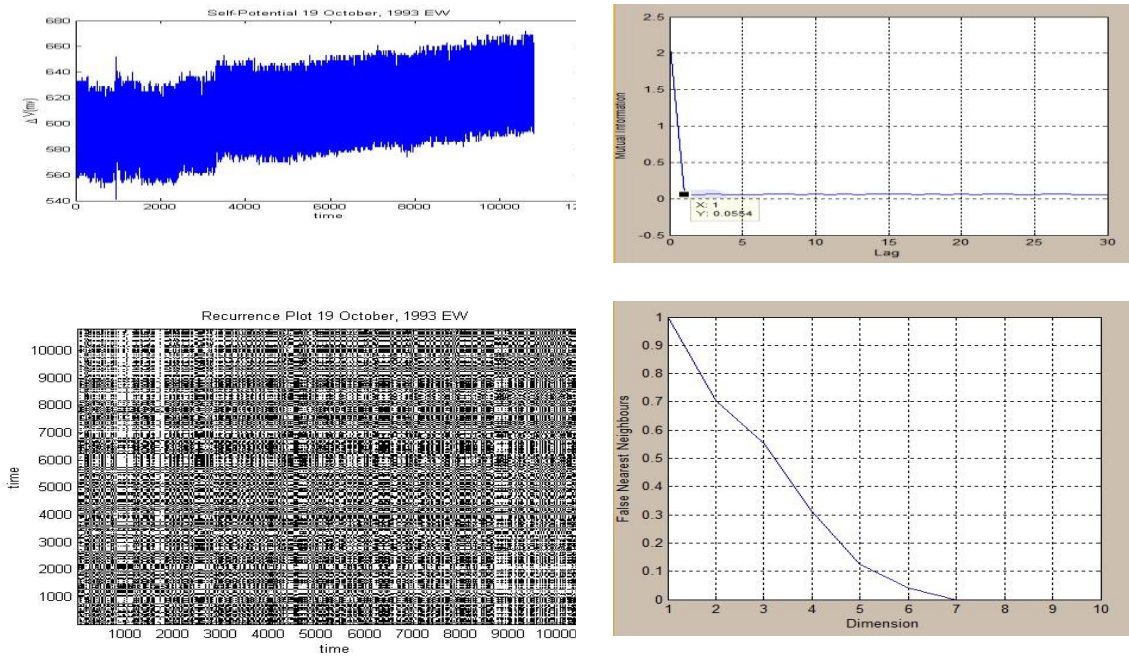 Self-Potential 19 October, 1993 EW
680
660
640
620
600
580
560
540
Δ V(mv)
0 2000 4000 6000 8000 10000 12
time
2.5
2
1.5
1
0.5
0
-0.5
Mutual Information
X: 1
Y: 0.0554
0 5 10 15 20 25 30
Lag
Recurrence Plot 19 October, 1993 EW
10000
9000
8000
7000
6000
5000
4000
3000
2000
1000
time
1000 2000 3000 4000 5000 6000 7000 8000 9000 10000
time
1
0.9
0.8
0.7
0.6
0.5
0.4
0.3
0.2
0.1
0
False Nearest Neighbours
1 2 3 4 5 6 7 8 9 10
Dimension